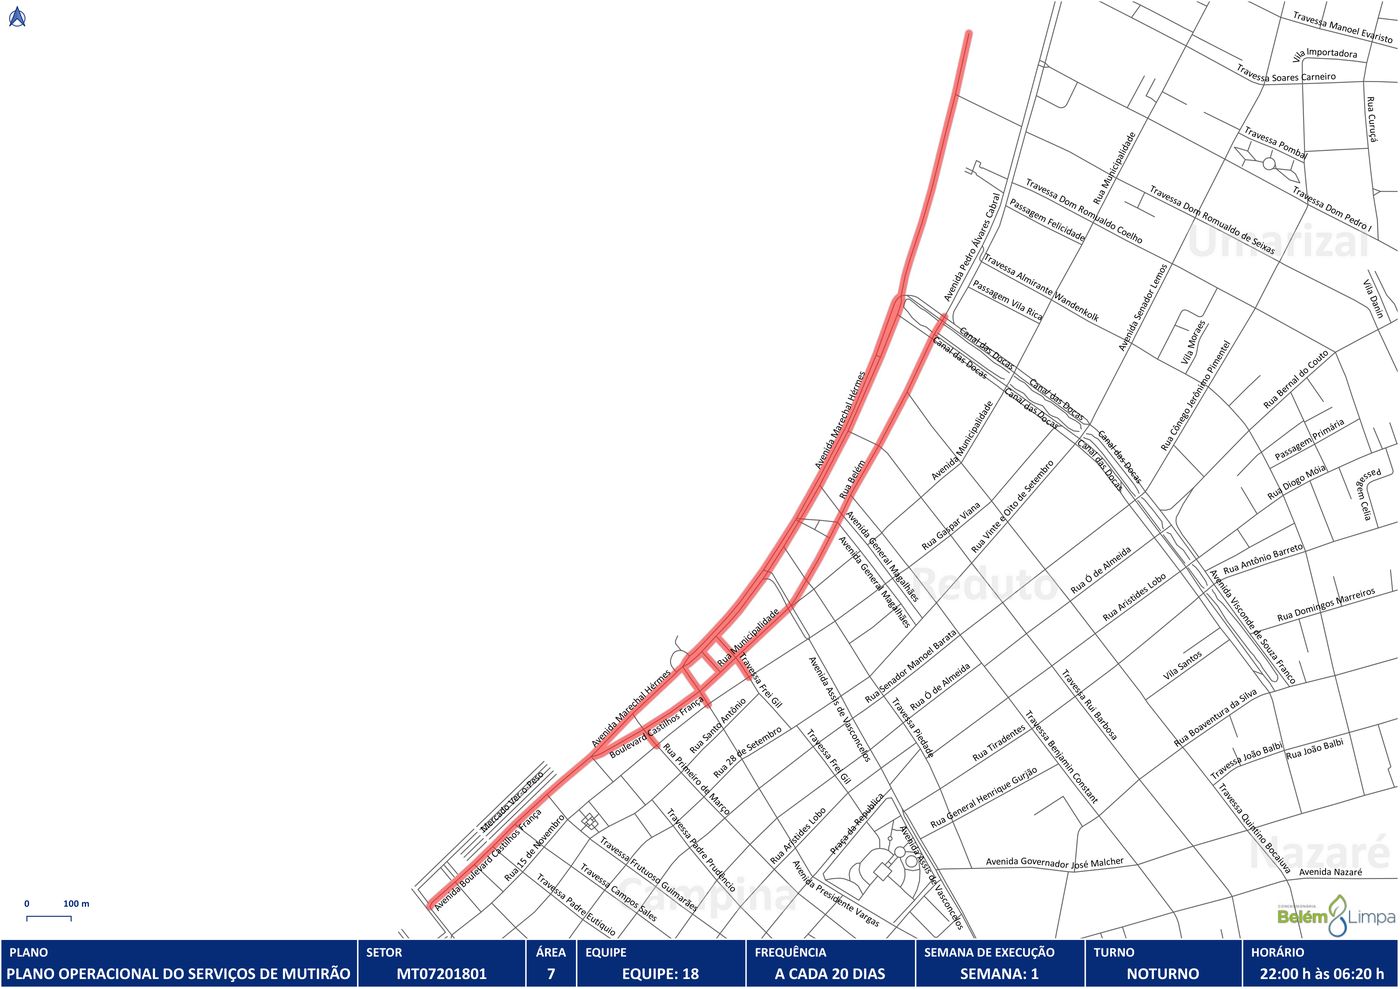 Travessa Manoel Evaristo
Vila Importadora
Travessa Soares Carneiro
Rua Curuçá
Travessa Pombal
Rua Municipalidade
Travessa Dom Romualdo Coelho
Travessa Dom Romualdo de Seixas
Travessa Dom Pedro I
Passagem Felicidade
Umarizal
Avenida Pedro Álvares Cabral
Travessa Almirante Wandenkolk
Passagem Vila Rica
Avenida Senador Lemos
Vila Danin
Vila Moraes
Canal das Docas
Canal das Docas
Canal das Docas
Canal das Docas
Canal das Docas
Canal das Docas
Rua Cônego Jerônimo Pimentel
Rua Bernal do Couto
Avenida Marechal Hérmes
Avenida Municipalidade
Passagem Primária
Rua Belém
Rua Diogo Móia
Passagem Celia
Rua Vinte e Oito de Setembro
Rua Gaspar Viana
Avenida General Magalhães
Avenida General Magalhães
Reduto
Rua Ó de Almeida
Rua Antônio Barreto
Rua Aristides Lobo
Avenida Visconde de Souza Franco
Rua Domingos Marreiros
Rua Municipalidade
Rua Senador Manoel Barata
Vila Santos
Travessa Frei Gil
Avenida Assis de Vasconcelos
Rua Ó de Almeida
Travessa Rui Barbosa
Avenida Marechal Hérmes
Boulevard Castilhos França
Rua Santo Antônio
Travessa Piedade
Rua Boaventura da Silva
Rua 28 de Setembro
Travessa Frei Gil
Rua Tiradentes
Travessa Benjamin Constant
Travessa João Balbi
Rua João Balbi
Rua Primeiro de Março
Mercado Ver-o-Peso
Rua General Henrique Gurjão
Travessa Quintino Bocaiuva
Avenida Boulevard Castilhos França
Rua 15 de Novembro
Travessa Padre Prudêncio
Rua Aristides Lobo
Praça da Republica
Avenida Assis de Vasconcelos
Nazaré
Travessa Frutuoso Guimarães
Avenida Governador José Malcher
Avenida Nazaré
Travessa Campos Sales
Travessa Padre Eutíquio
Campina
Avenida Presidente Vargas
0 100 m
CONCESSIONÁRIA
Belém Limpa
PLANO
PLANO OPERACIONAL DO SERVIÇOS DE MUTIRÃO
SETOR
MT07201801
ÁREA
7
EQUIPE
EQUIPE: 18
FREQUÊNCIA
A CADA 20 DIAS
SEMANA DE EXECUÇÃO
SEMANA: 1
TURNO
NOTURNO
HORÁRIO
22:00 h às 06:20 h